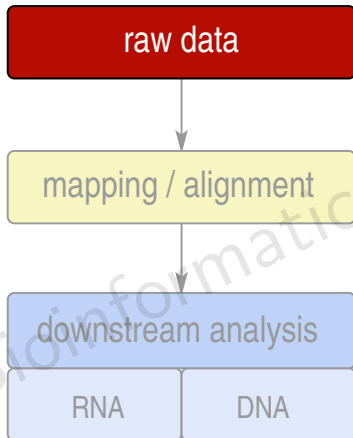 raw data
mapping / alignment
downstream analysis
RNA DNA